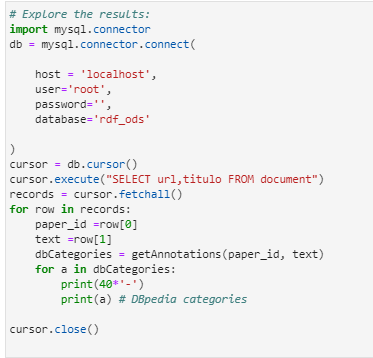 # Explore the results:
import mysql.connector
db = mysql.connector.connect(
    host = 'localhost',
    user='root',
    password='',
    database='rdf_ods'
)
cursor = db.cursor()
cursor.execute("SELECT url,titulo FROM document")
records = cursor.fetchall()
for row in records:
    paper_id =row[0]
    text =row[1]
    dbCategories = getAnnotations(paper_id, text)
    for a in dbCategories:
        print(40*'-')
        print(a) # DBpedia categories
cursor.close()